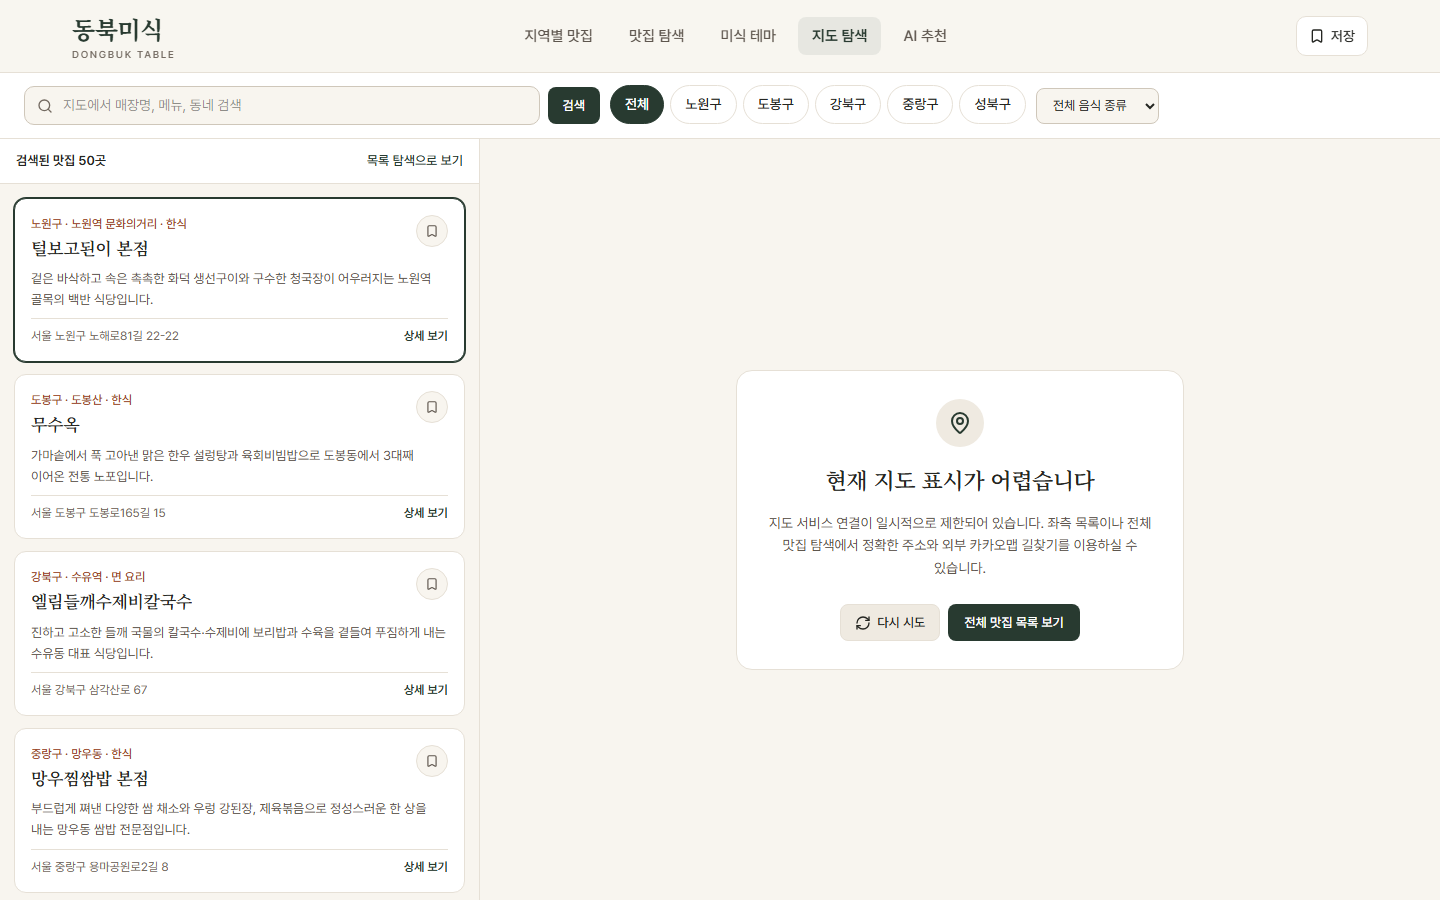 동북미식
DONGBUK TABLE
지역별 맛집
맛집 탐색
미식 테마
지도 탐색
AI 추천
저장
지도에서 매장명, 메뉴, 동네 검색
검색
전체
노원구
도봉구
강북구
중랑구
성북구
전체 음식 종류
검색된 맛집 50곳
목록 탐색으로 보기
노원구 · 노원역 문화의거리 · 한식
털보고된이 본점
겉은 바삭하고 속은 촉촉한 화덕 생선구이와 구수한 청국장이 어우러지는 노원역
골목의 백반 식당입니다.
서울 노원구 노해로81길 22-22
상세 보기
도봉구 · 도봉산 · 한식
무수옥
가마솥에서 푹 고아낸 맑은 한우 설렁탕과 육회비빔밥으로 도봉동에서 3대째
이어온 전통 노포입니다.
서울 도봉구 도봉로165길 15
상세 보기
강북구 · 수유역 · 면 요리
엘림들깨수제비칼국수
진하고 고소한 들깨 국물의 칼국수·수제비에 보리밥과 수육을 곁들여 푸짐하게 내는
수유동 대표 식당입니다.
서울 강북구 삼각산로 67
상세 보기
중랑구 · 망우동 · 한식
망우찜쌈밥 본점
부드럽게 쪄낸 다양한 쌈 채소와 우렁 강된장, 제육볶음으로 정성스러운 한 상을
내는 망우동 쌈밥 전문점입니다.
서울 중랑구 용마공원로2길 8
상세 보기
현재 지도 표시가 어렵습니다
지도 서비스 연결이 일시적으로 제한되어 있습니다. 좌측 목록이나 전체
맛집 탐색에서 정확한 주소와 외부 카카오맵 길찾기를 이용하실 수
있습니다.
다시 시도
전체 맛집 목록 보기